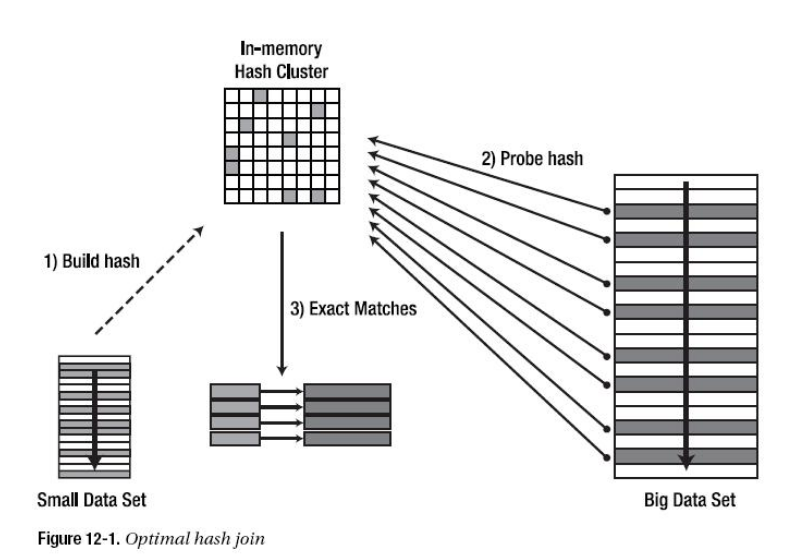 In-memory
Hash Cluster
2) Probe hash
1) Build hash
3) Exact Matches
Small Data Set
Big Data Set
Figure 12-1. Optimal hash join